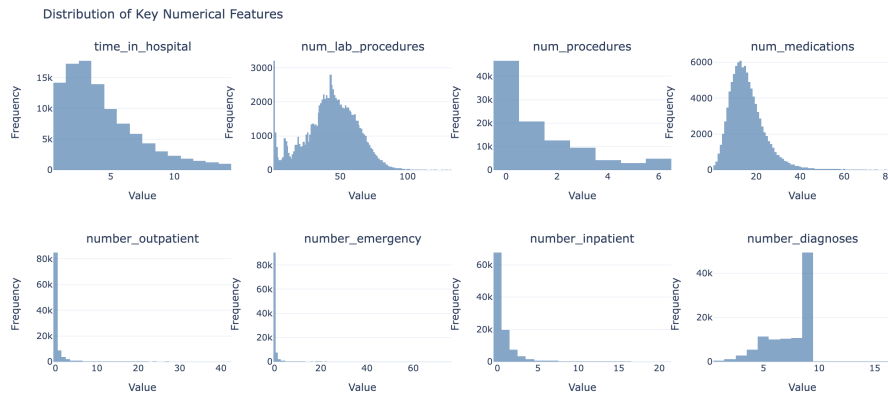 Distribution of Key Numerical Features
time_in_hospital
num_lab_procedures
num_procedures
num_medications
Frequency
15k
10k
5k
0
5
10
Value
Frequency
3000
2000
1000
0
50
100
Value
Frequency
40k
30k
20k
10k
0
0
2
4
6
Value
Frequency
6000
4000
2000
0
20
40
60
Value
number_outpatient
number_emergency
number_inpatient
number_diagnoses
Frequency
80k
60k
40k
20k
0
0
10
20
30
40
Value
Frequency
80k
60k
40k
20k
0
0
20
40
60
Value
Frequency
60k
40k
20k
0
0
5
10
15
20
Value
Frequency
40k
20k
0
5
10
15
Value